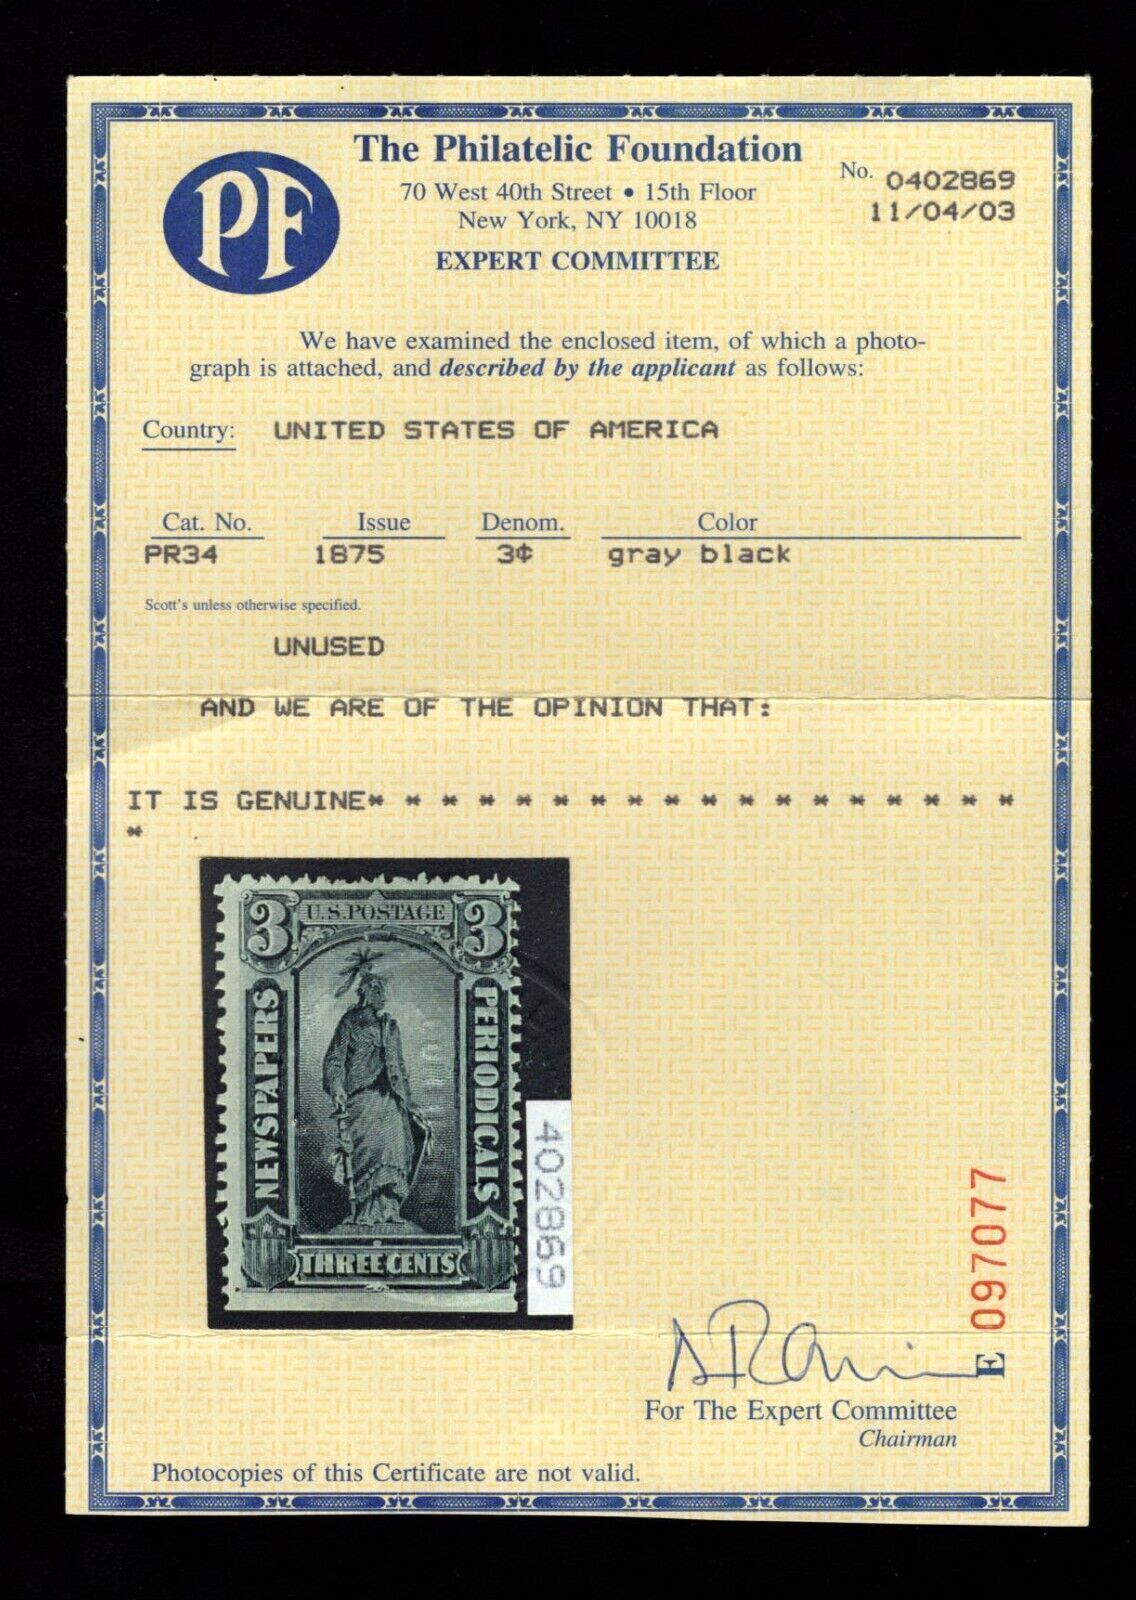 PF
The Philatelic Foundation
70 West 40th Street • 15th Floor
New York, NY 10018
EXPERT COMMITTEE
No. 0402869
11/04/03
We have examined the enclosed item, of which a photo-
graph is attached, and described by the applicant as follows:
Country: UNITED STATES OF AMERICA
Cat. No. Issue Denom. Color
PR34 1875 3¢ gray black
Scott's unless otherwise specified.
UNUSED
AND WE ARE OF THE OPINION THAT:
IT IS GENUINE* * * * * * * * * * * * * * * * * *
*
3 U.S. POSTAGE 3
NEWSPAPERS
PERIODICALS
THREE CENTS
402869
E 097077
For The Expert Committee
Chairman
Photocopies of this Certificate are not valid.